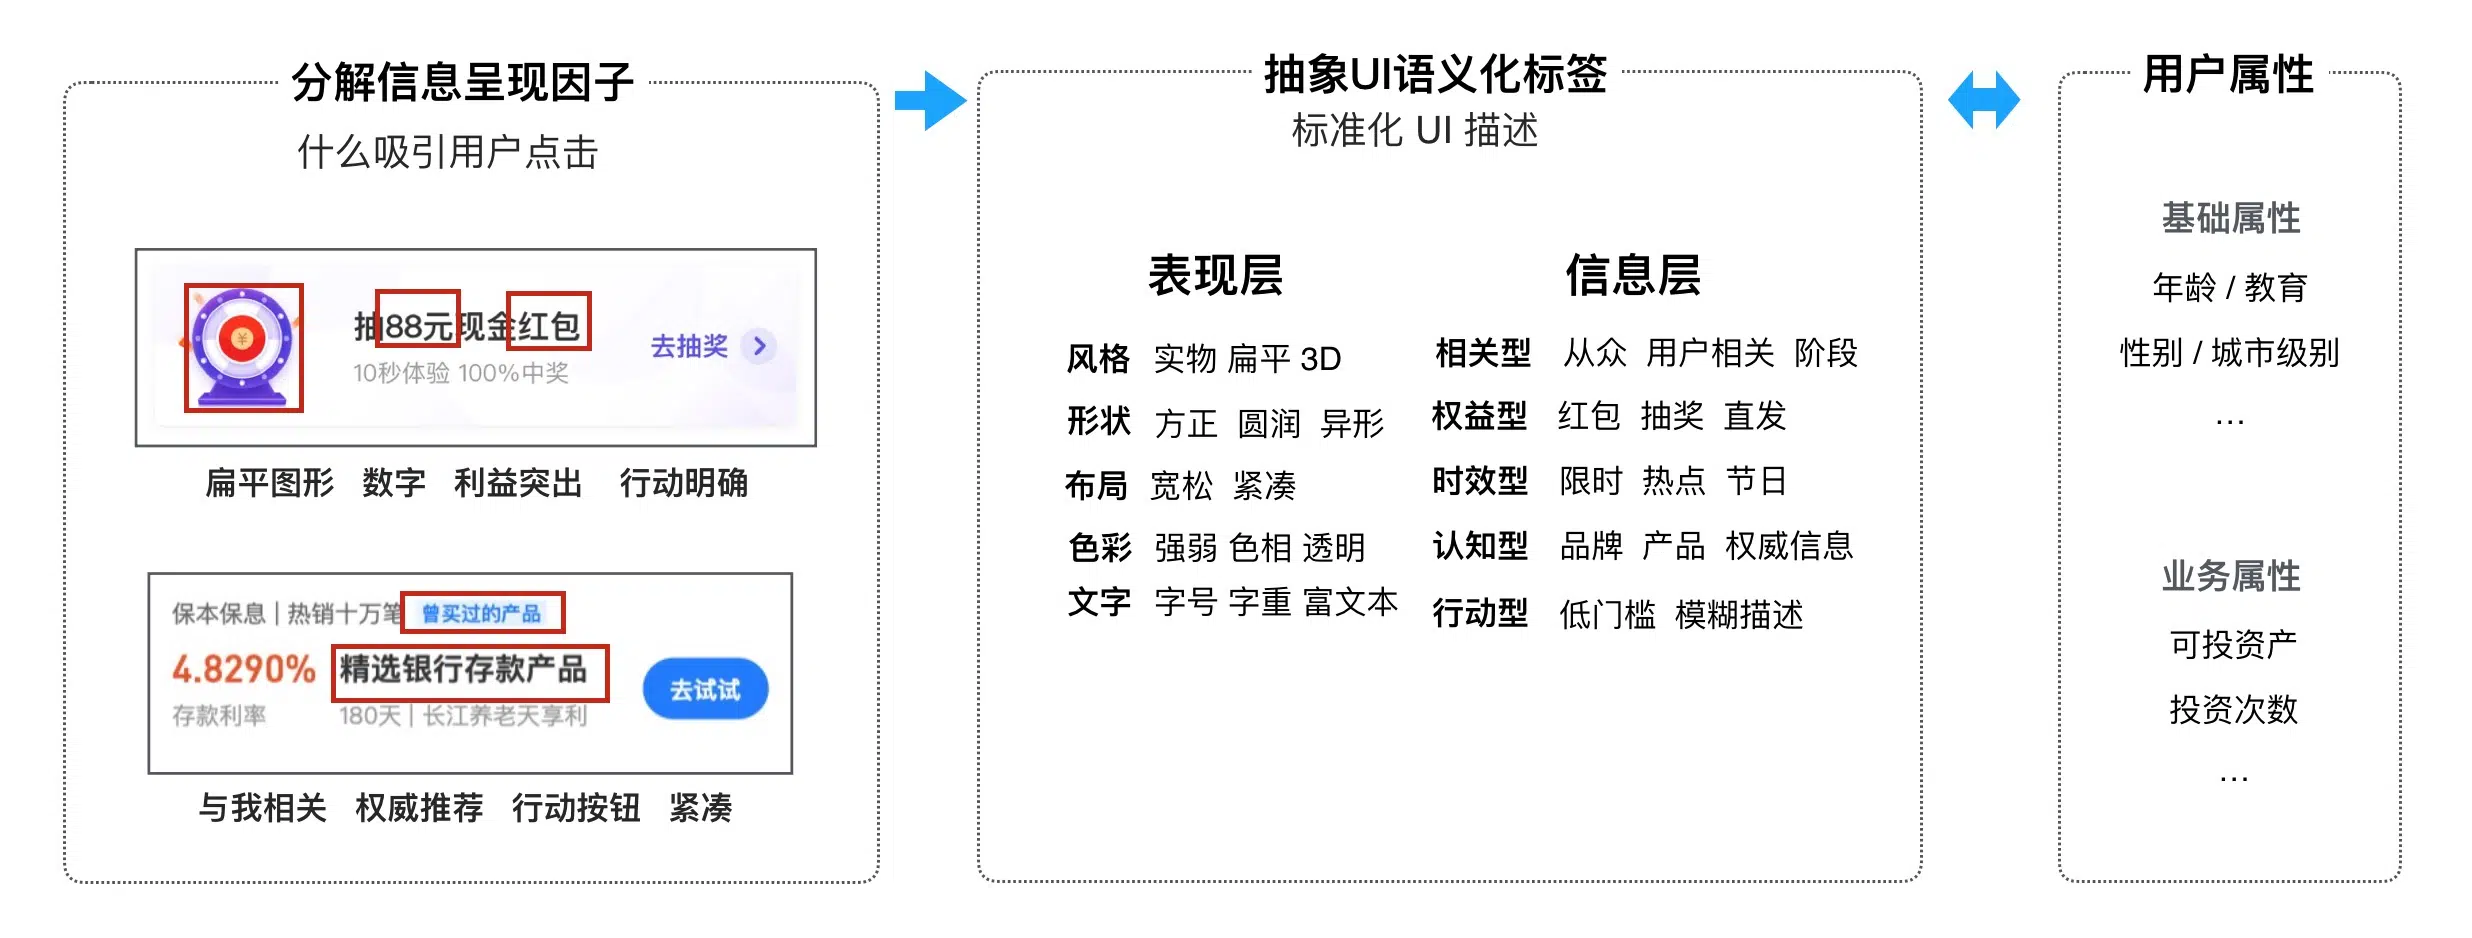 分解信息呈现因子
什么吸引用户点击
抽88元现金红包
10秒体验 100%中奖
去抽奖
扁平图形 数字 利益突出 行动明确
保本保息 | 热销十万笔 曾买过的产品
4.8290% 精选银行存款产品
存款利率 180天 | 长江养老天享利
去试试
与我相关 权威推荐 行动按钮 紧凑
抽象UI语义化标签
标准化 UI 描述
表现层
风格 实物 扁平 3D
形状 方正 圆润 异形
布局 宽松 紧凑
色彩 强弱 色相 透明
文字 字号 字重 富文本
信息层
相关型 从众 用户相关 阶段
权益型 红包 抽奖 直发
时效型 限时 热点 节日
认知型 品牌 产品 权威信息
行动型 低门槛 模糊描述
用户属性
基础属性
年龄 / 教育
性别 / 城市级别
...
业务属性
可投资产
投资次数
...